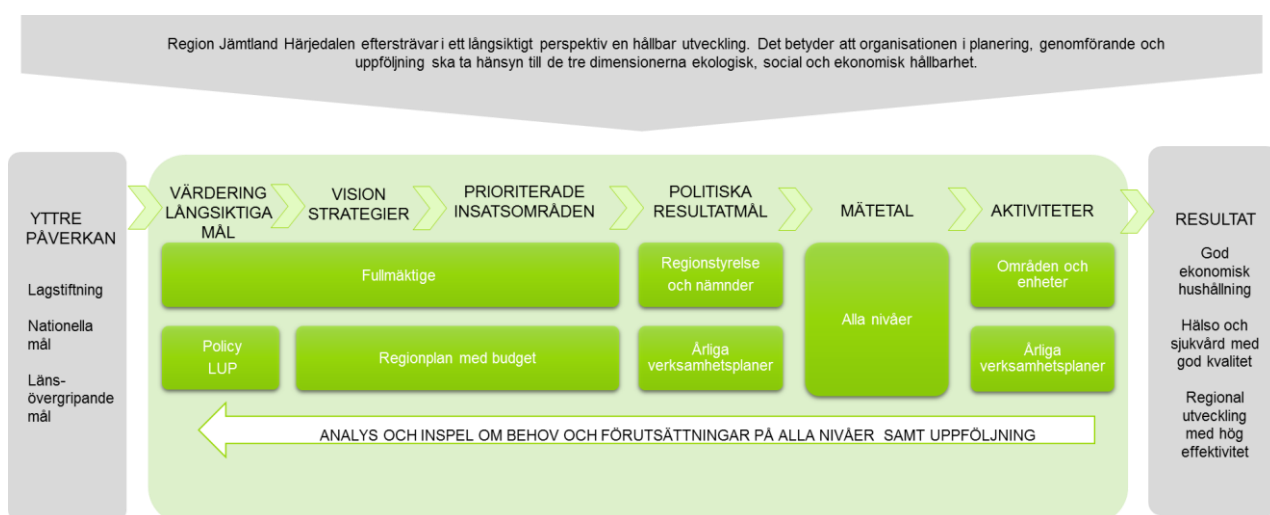 Region Jämtland Härjedalen eftersträvar i ett långsiktigt perspektiv en hållbar utveckling. Det betyder att organisationen i planering, genomförande och
uppföljning ska ta hänsyn till de tre dimensionerna ekologisk, social och ekonomisk hållbarhet.
YTTRE
PÅVERKAN
Lagstiftning
Nationella
mål
Läns-
övergripande
mål
VÄRDERING
LÅNGSIKTIGA
MÅL
VISION
STRATEGIER
PRIORITERADE
INSATSOMRÅDEN
POLITISKA
RESULTATMÅL
MÄTETAL
AKTIVITETER
Fullmäktige
Regionstyrelse
och nämnder
Alla nivåer
Områden och
enheter
Policy
LUP
Regionplan med budget
Årliga
verksamhetsplaner
Årliga
verksamhetsplaner
ANALYS OCH INSPEL OM BEHOV OCH FÖRUTSÄTTNINGAR PÅ ALLA NIVÅER SAMT UPPFÖLJNING
RESULTAT
God
ekonomisk
hushållning
Hälso och
sjukvård med
god kvalitet
Regional
utveckling
med hög
effektivitet